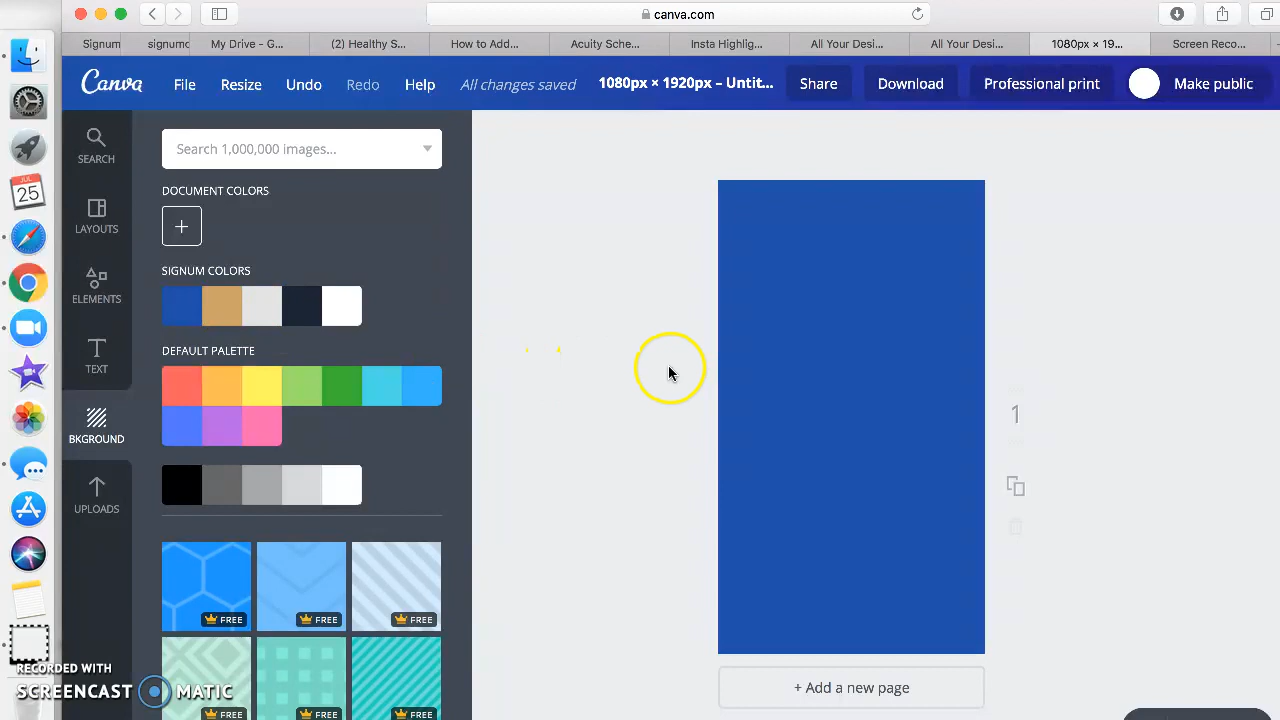 canva.com
Signum
signumc
My Drive – G...
(2) Healthy S...
How to Add...
Acuity Sche...
Insta Highlig...
All Your Desi...
All Your Desi...
1080px × 19...
Screen Reco...
Canva
File
Resize
Undo
Redo
Help
All changes saved
1080px × 1920px – Untit...
Share
Download
Professional print
Make public
JUL
25
SEARCH
LAYOUTS
ELEMENTS
TEXT
BKGROUND
UPLOADS
Search 1,000,000 images...
DOCUMENT COLORS
+
SIGNUM COLORS
DEFAULT PALETTE
FREE
FREE
FREE
FREE
FREE
FREE
1
+ Add a new page
RECORDED WITH
SCREENCAST MATIC